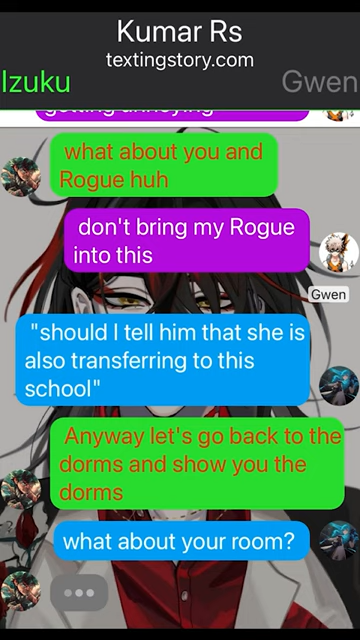 Kumar Rs
textingstory.com
Izuku
Gwen
getting annoying
what about you and
Rogue huh
don't bring my Rogue
into this
Gwen
"should I tell him that she is
also transferring to this
school"
Anyway let's go back to the
dorms and show you the
dorms
what about your room?